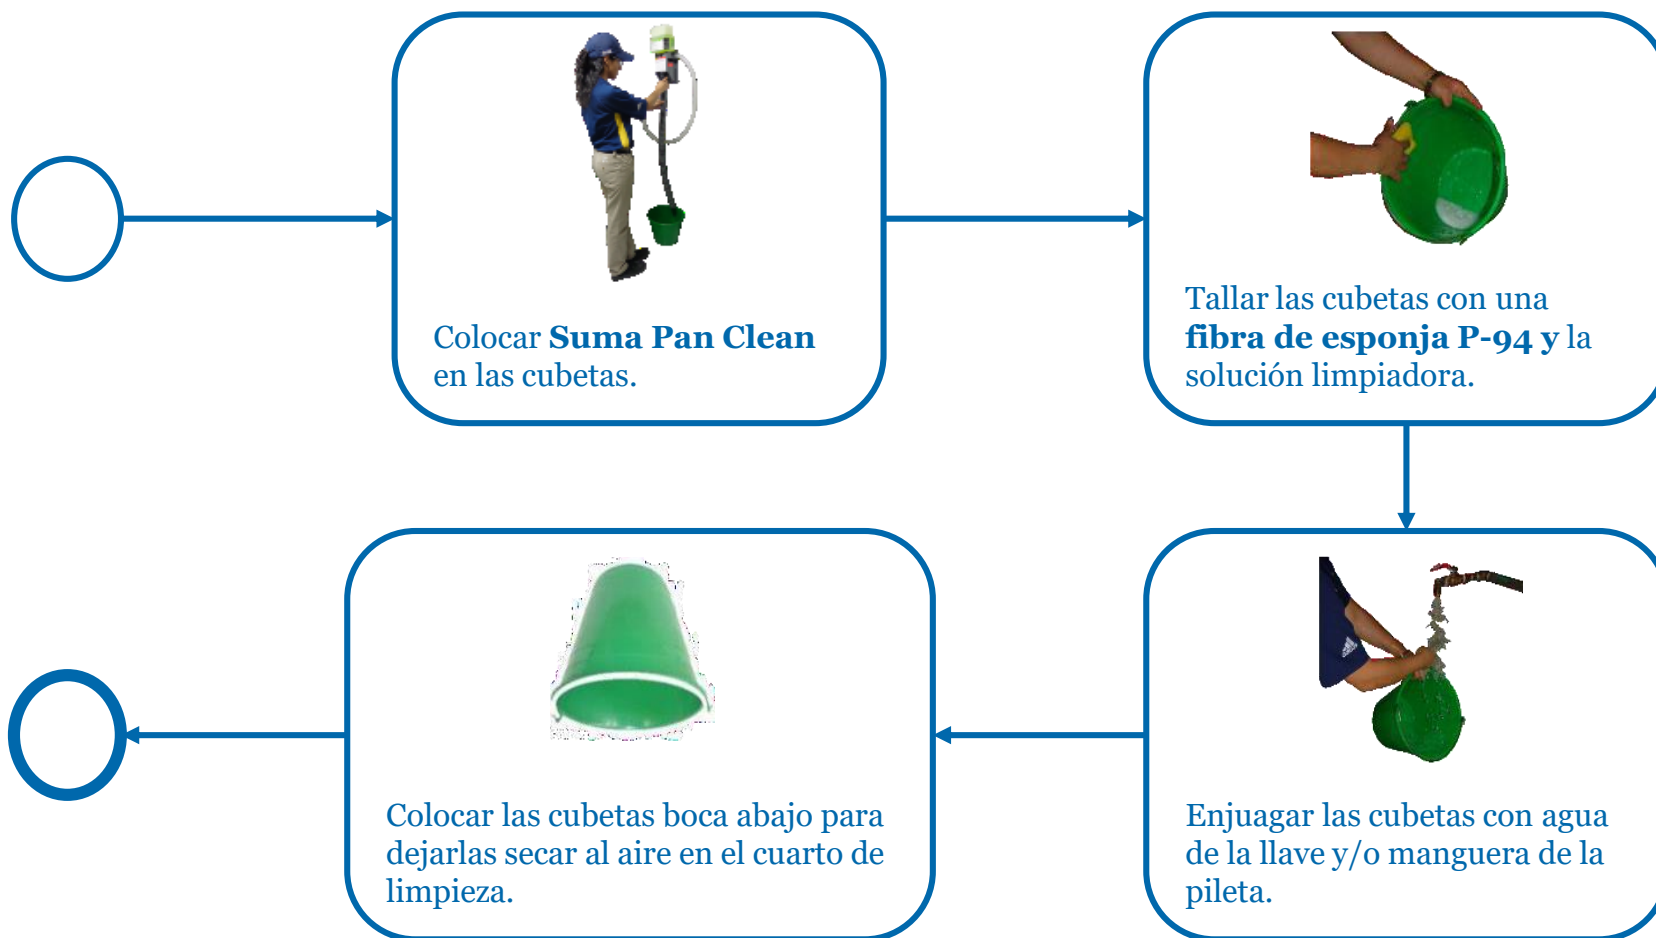 Colocar Suma Pan Clean
en las cubetas.
Tallar las cubetas con una
fibra de esponja P-94 y la
solución limpiadora.
Enjuagar las cubetas con agua
de la llave y/o manguera de la
pileta.
Colocar las cubetas boca abajo para
dejarlas secar al aire en el cuarto de
limpieza.